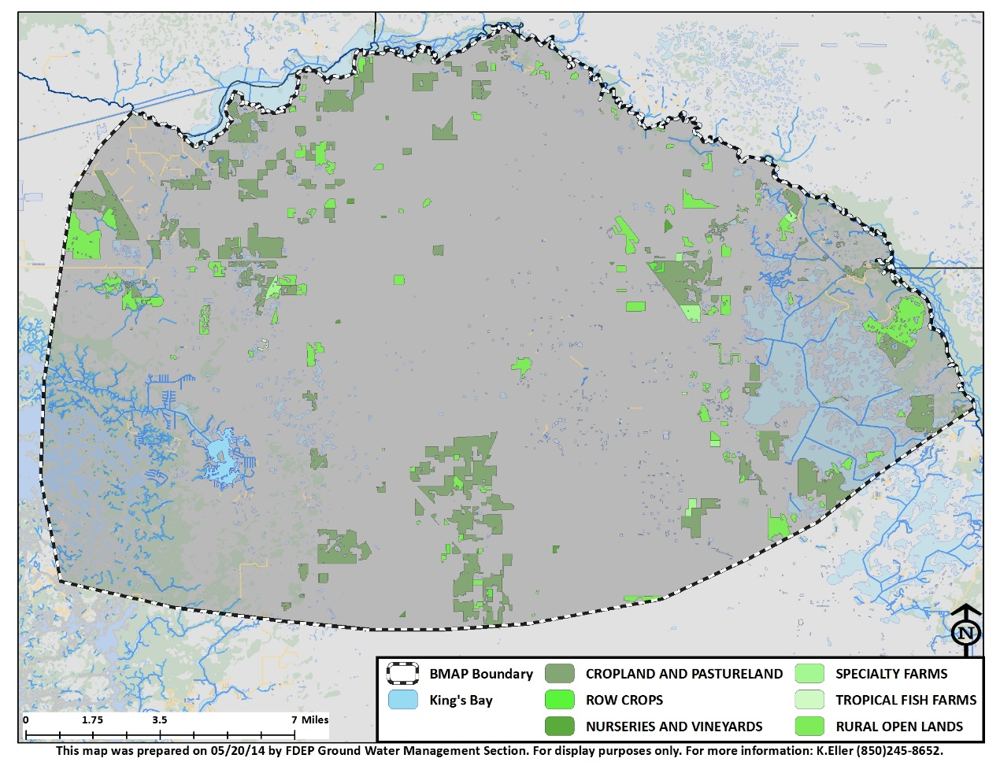 N
BMAP Boundary
King's Bay
CROPLAND AND PASTURELAND
ROW CROPS
NURSERIES AND VINEYARDS
SPECIALTY FARMS
TROPICAL FISH FARMS
RURAL OPEN LANDS
0 1.75 3.5 7 Miles
This map was prepared on 05/20/14 by FDEP Ground Water Management Section. For display purposes only. For more information: K.Eller (850)245-8652.